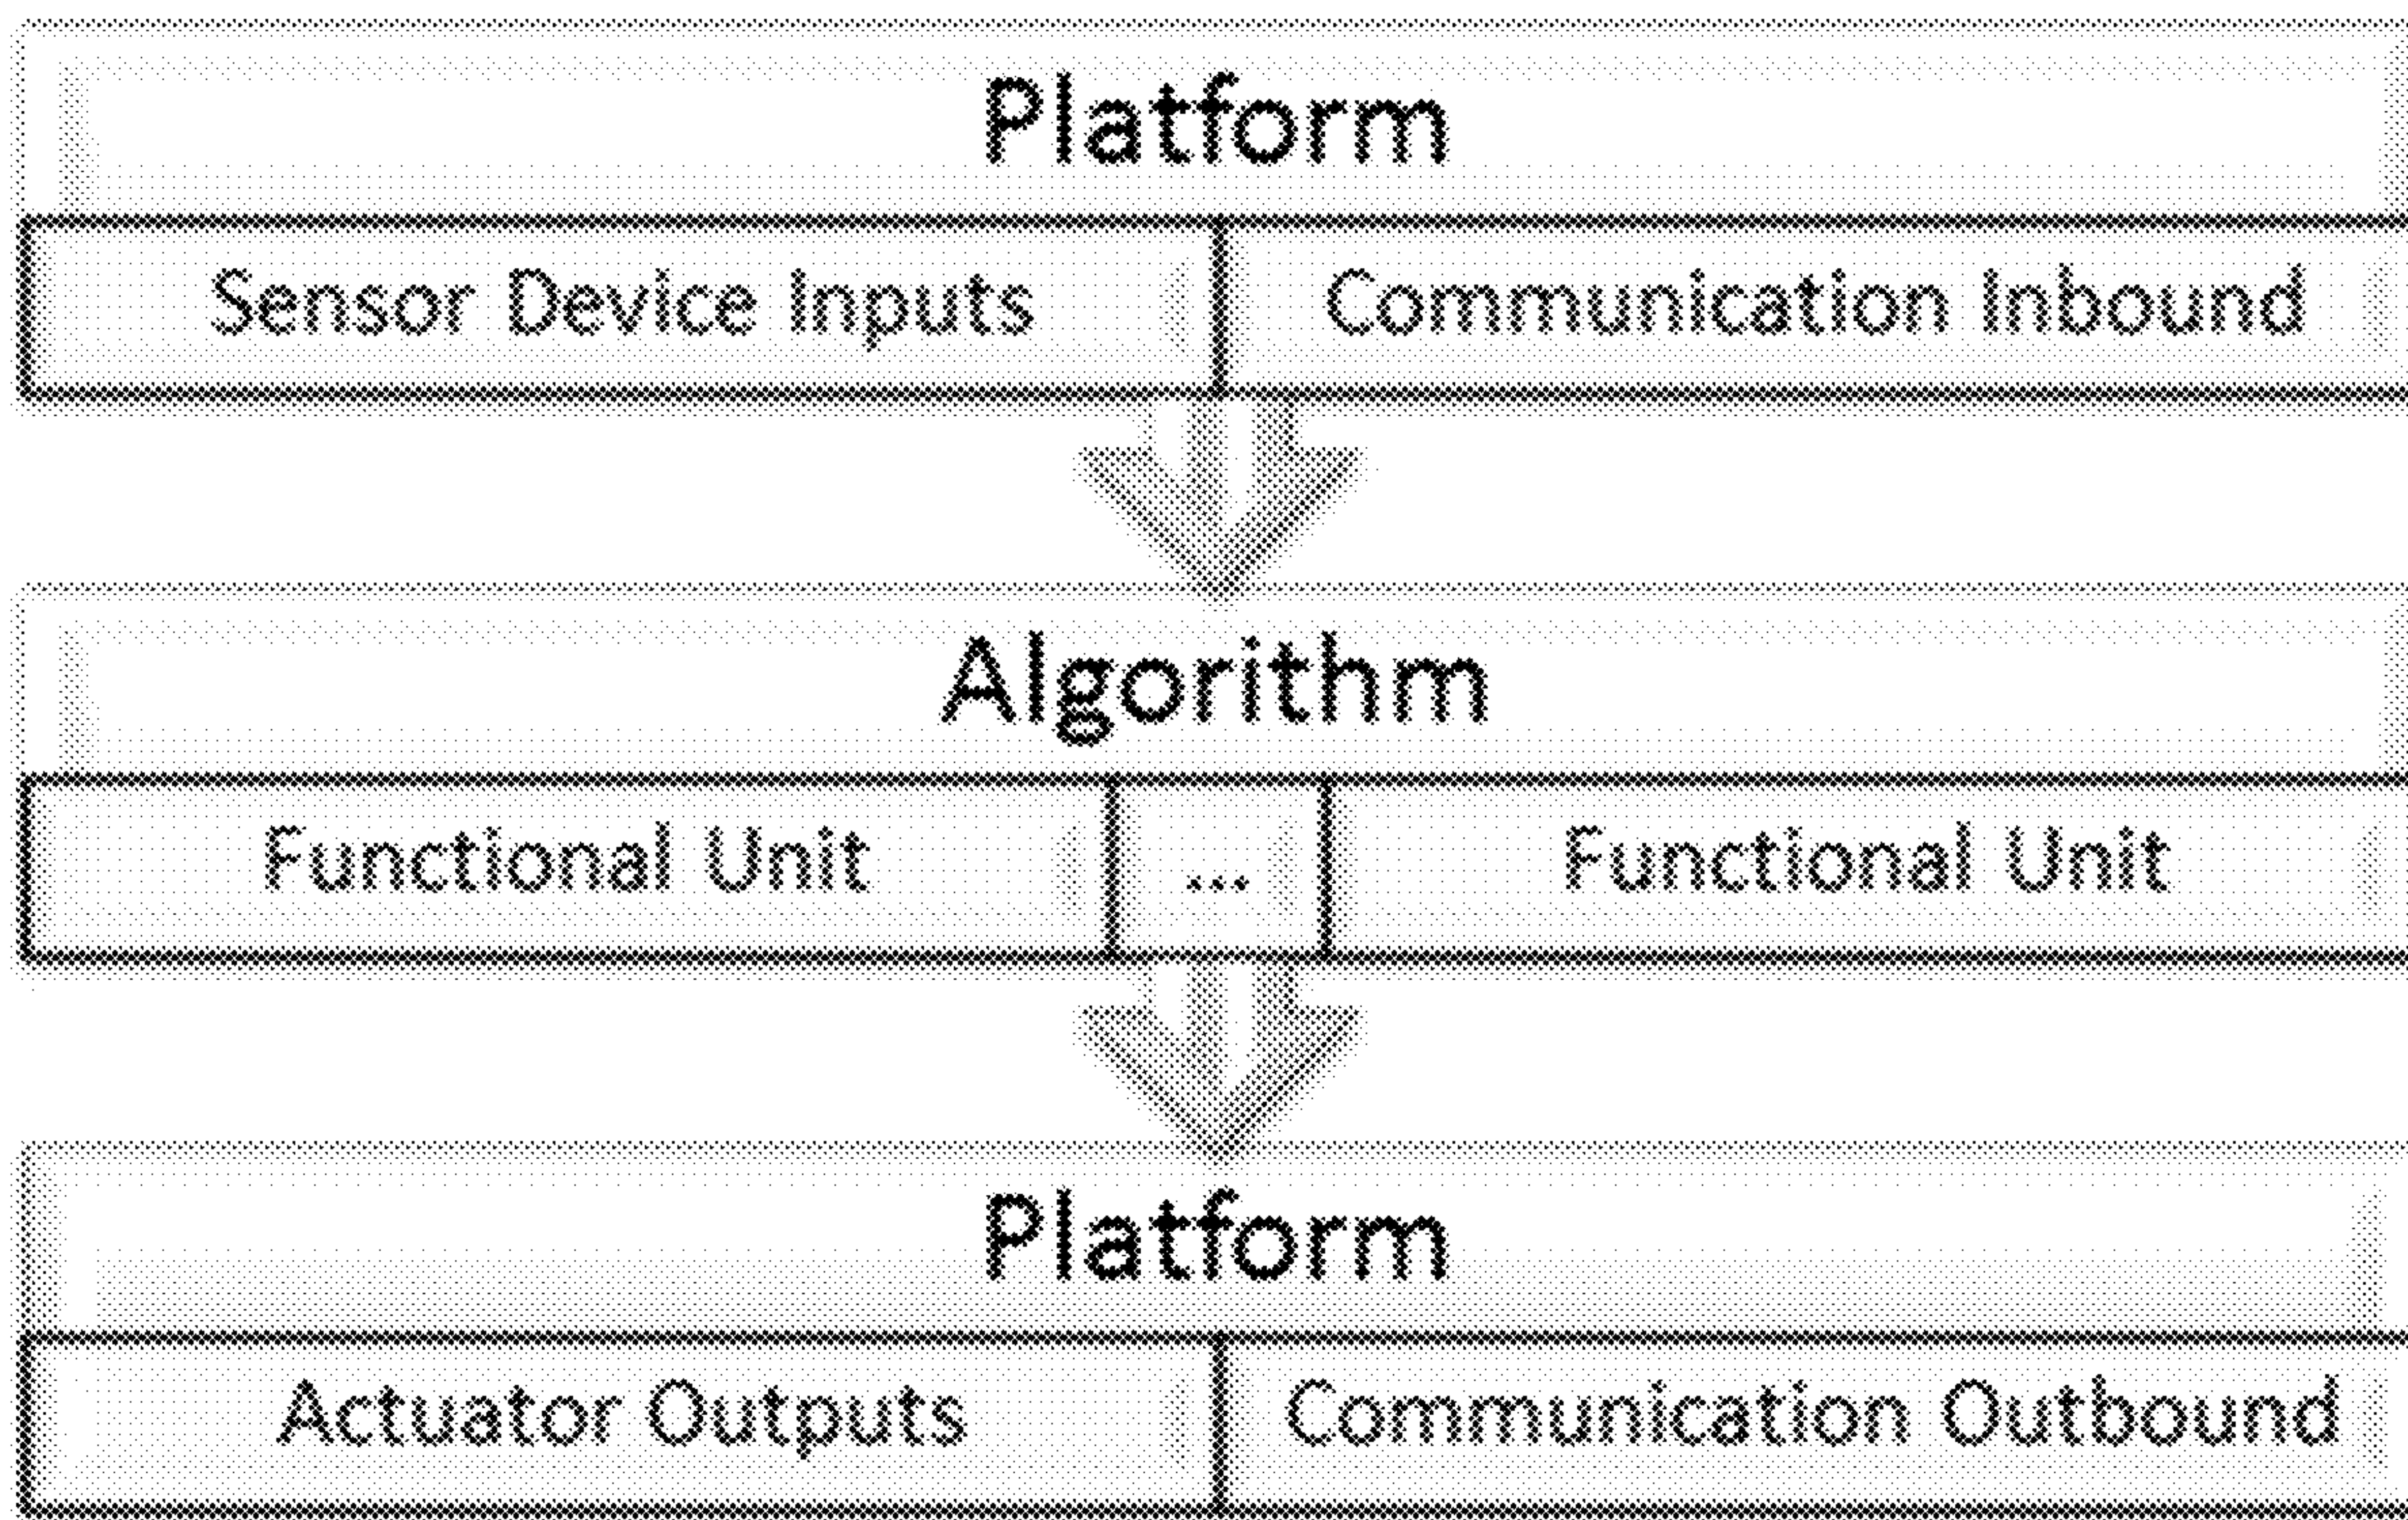 Platform
Sensor Device Inputs Communication Inbound
Algorithm
Functional Unit ... Functional Unit
Platform
Actuator Outputs Communication Outbound